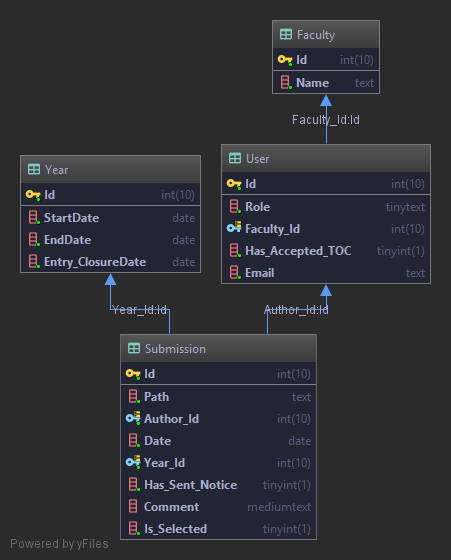 Faculty
Id int(10)
Name text
Faculty_Id:Id
User
Id int(10)
Role tinytext
Faculty_Id int(10)
Has_Accepted_TOC tinyint(1)
Email text
Year
Id int(10)
StartDate date
EndDate date
Entry_ClosureDate date
Year_Id:Id
Author_Id:Id
Submission
Id int(10)
Path text
Author_Id int(10)
Date date
Year_Id int(10)
Has_Sent_Notice tinyint(1)
Comment mediumtext
Is_Selected tinyint(1)
Powered by yFiles